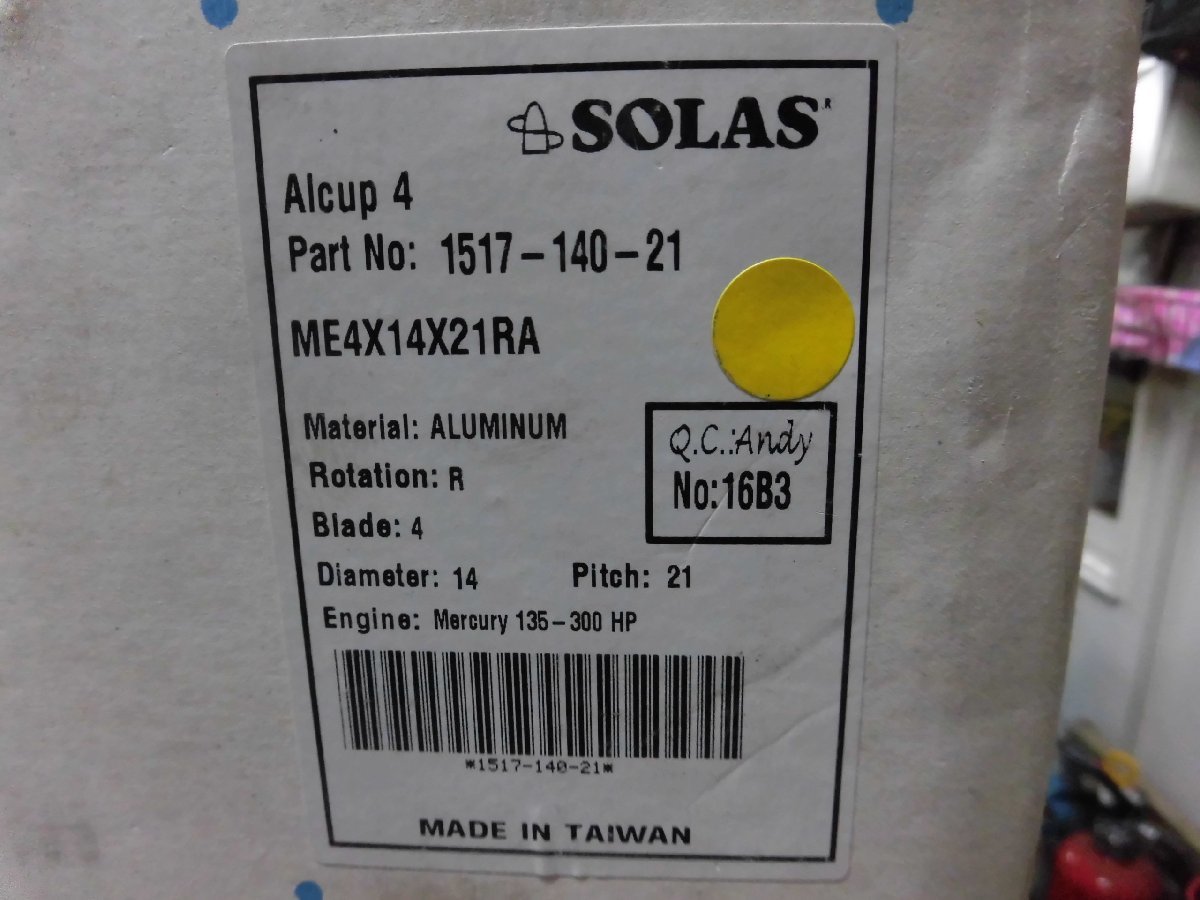 SOLAS
Alcup 4
Part No: 1517-140-21
ME4X14X21RA
Material: ALUMINUM
Rotation: R
Blade: 4
Diameter: 14 Pitch: 21
Engine: Mercury 135-300 HP
Q.C.:Andy
No:16B3
*1517-140-21*
MADE IN TAIWAN